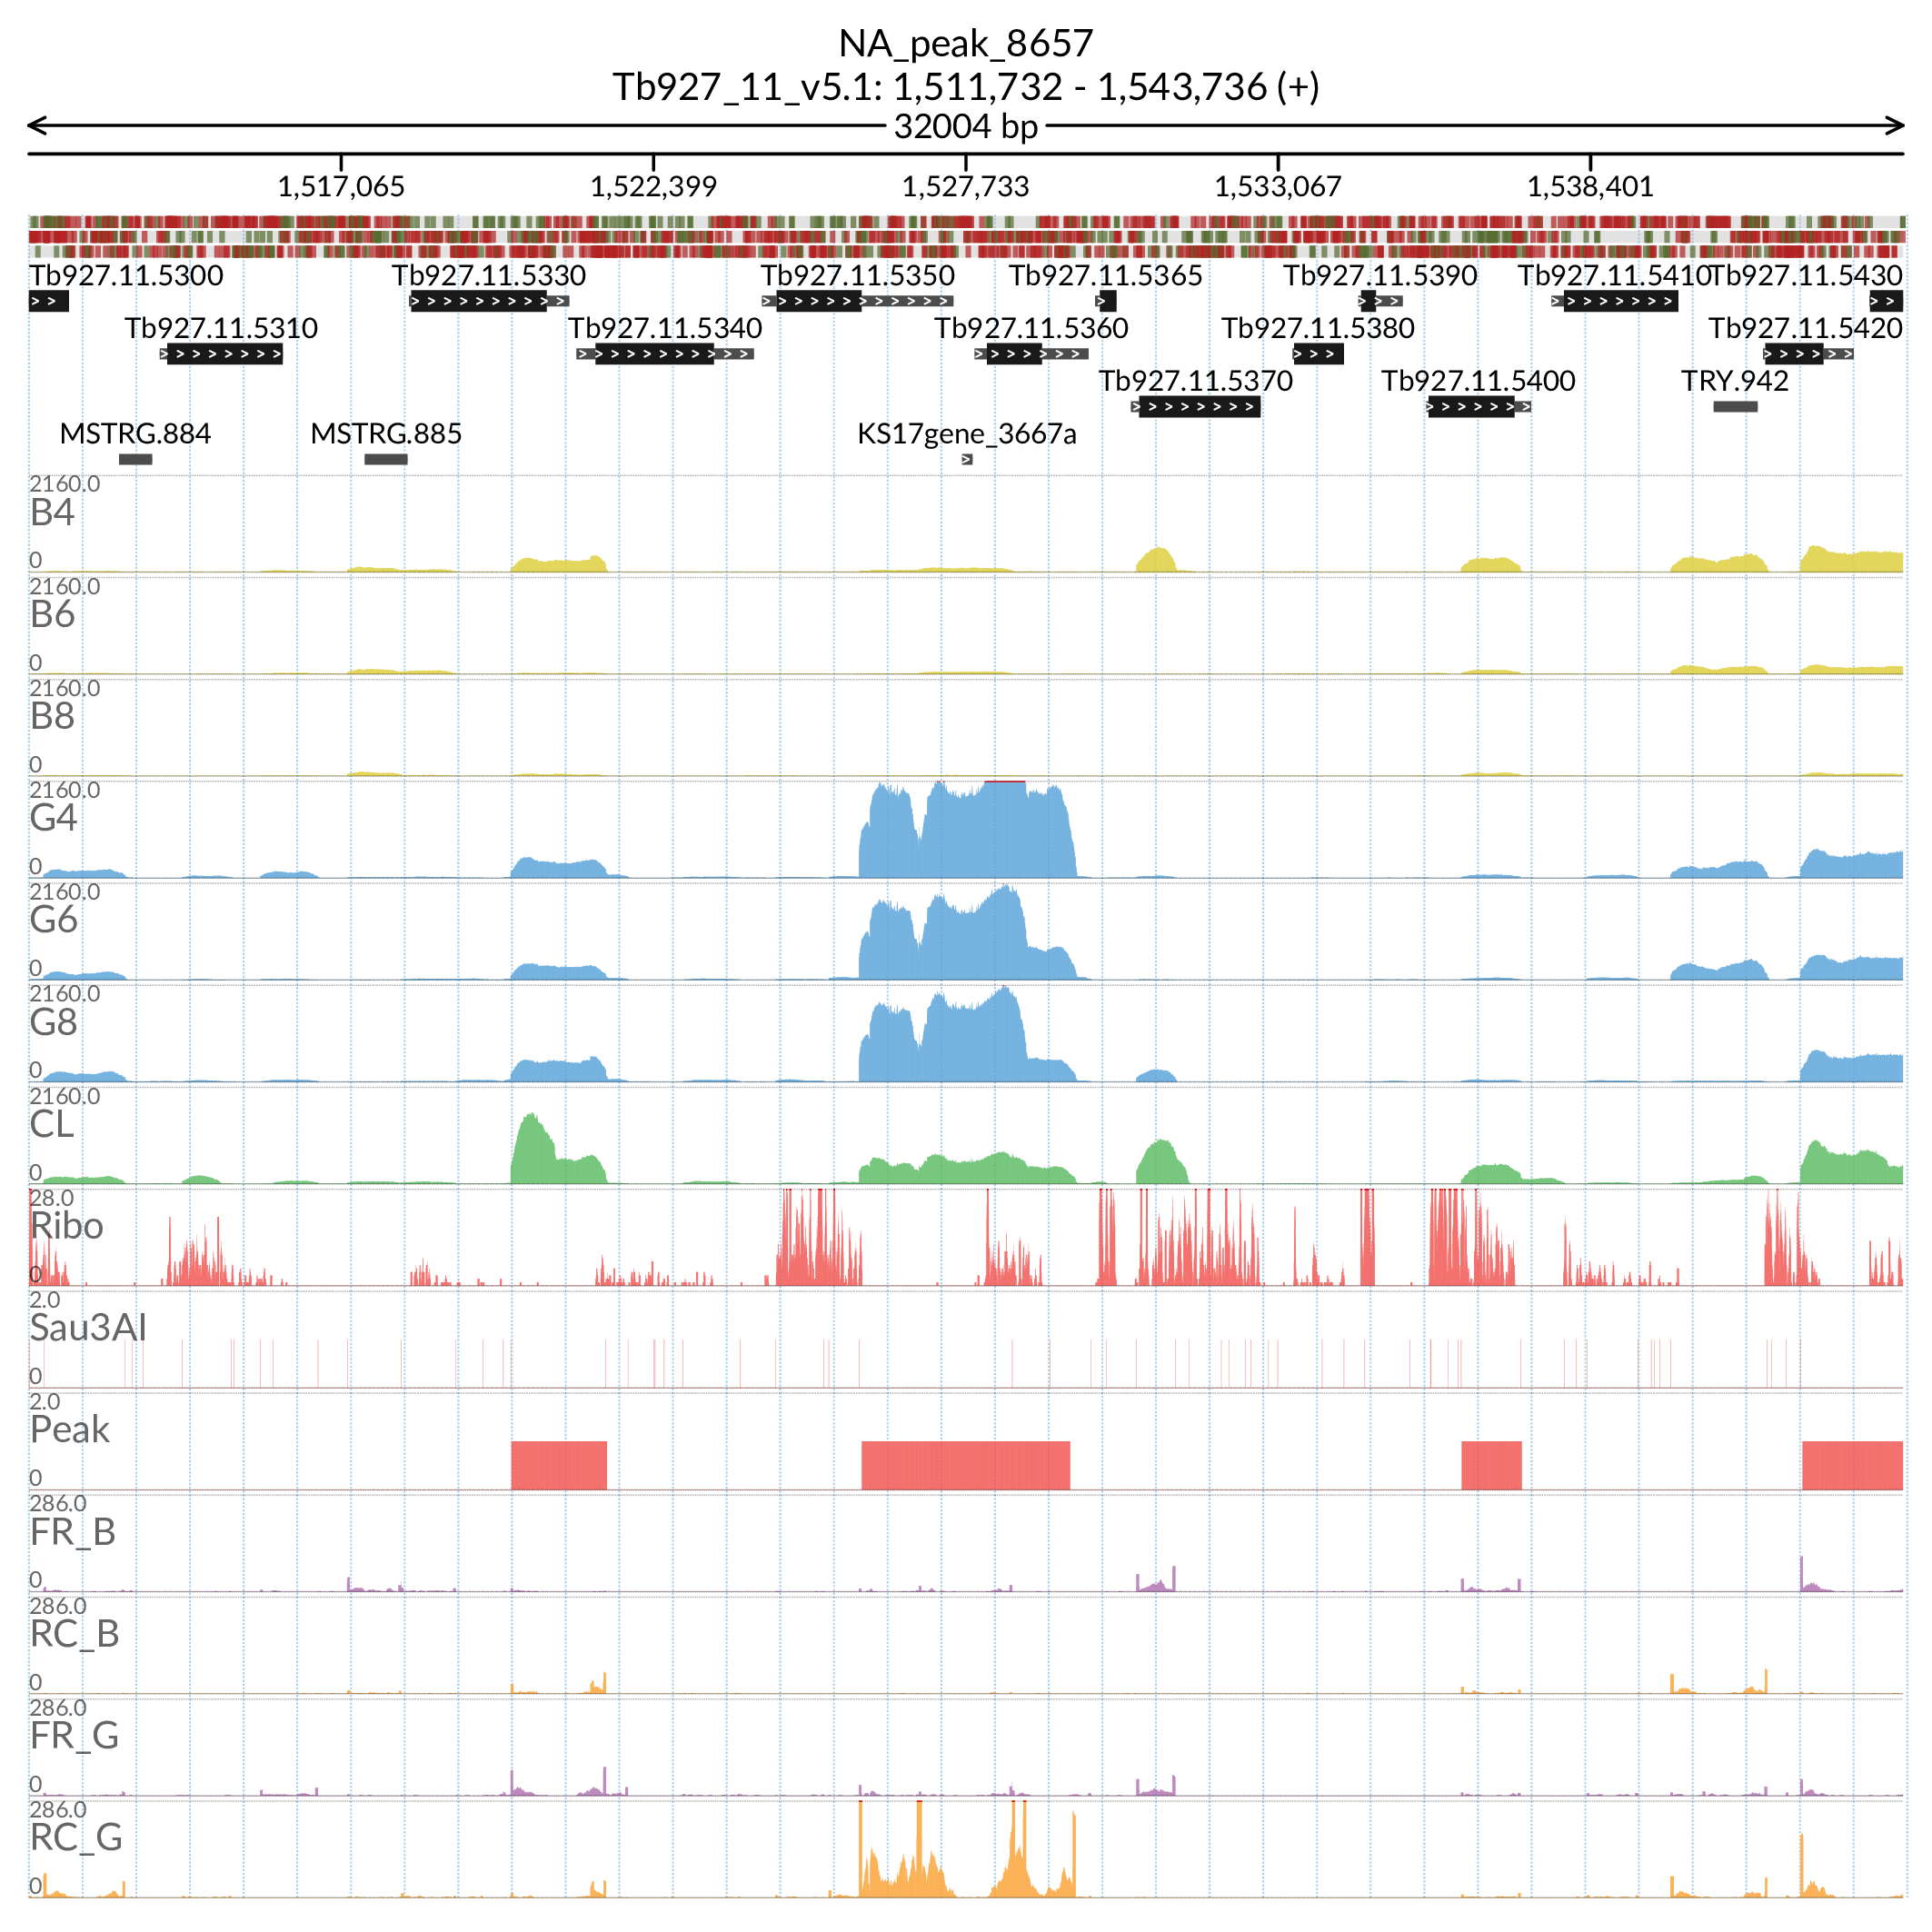 NA_peak_8657
Tb927_11_v5.1: 1,511,732 - 1,543,736 (+)
32004 bp
1,517,065 1,522,399 1,527,733 1,533,067 1,538,401
Tb927.11.5300 Tb927.11.5330 Tb927.11.5350 Tb927.11.5365 Tb927.11.5390 Tb927.11.5410 Tb927.11.5430
Tb927.11.5310 Tb927.11.5340 Tb927.11.5360 Tb927.11.5380 Tb927.11.5420
Tb927.11.5370 Tb927.11.5400 TRY.942
MSTRG.884 MSTRG.885 KS17gene_3667a
2160.0
B4
0
2160.0
B6
0
2160.0
B8
0
2160.0
G4
0
2160.0
G6
0
2160.0
G8
0
2160.0
CL
0
28.0
Ribo
0
2.0
Sau3AI
0
2.0
Peak
0
286.0
FR_B
0
286.0
RC_B
0
286.0
FR_G
0
286.0
RC_G
0